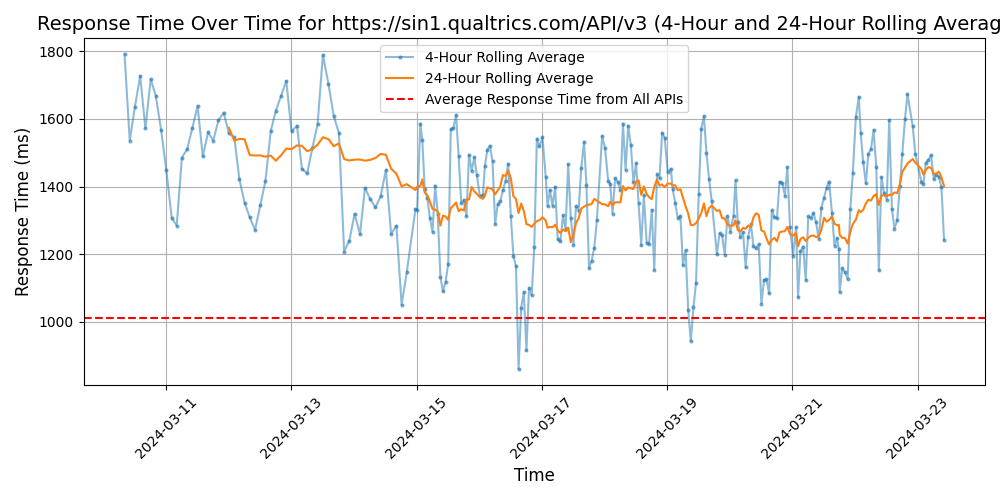 Response Time Over Time for https://sin1.qualtrics.com/API/v3 (4-Hour and 24-Hour Rolling Averag
4-Hour Rolling Average
24-Hour Rolling Average
Average Response Time from All APIs
Response Time (ms)
1800
1600
1400
1200
1000
2024-03-11
2024-03-13
2024-03-15
2024-03-17
2024-03-19
2024-03-21
2024-03-23
Time